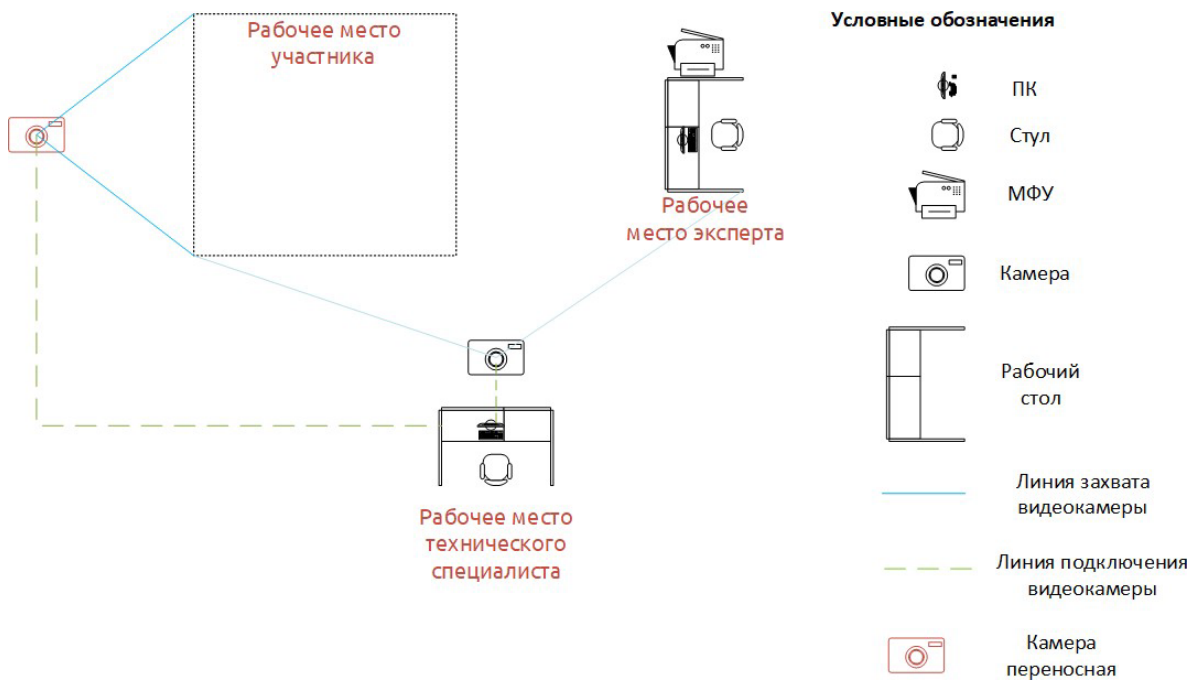 Рабочее место
участника
Рабочее
место эксперта
Рабочее место
технического
специалиста
Условные обозначения
ПК
Стул
МФУ
Камера
Рабочий
стол
Линия захвата
видеокамеры
Линия подключения
видеокамеры
Камера
переносная